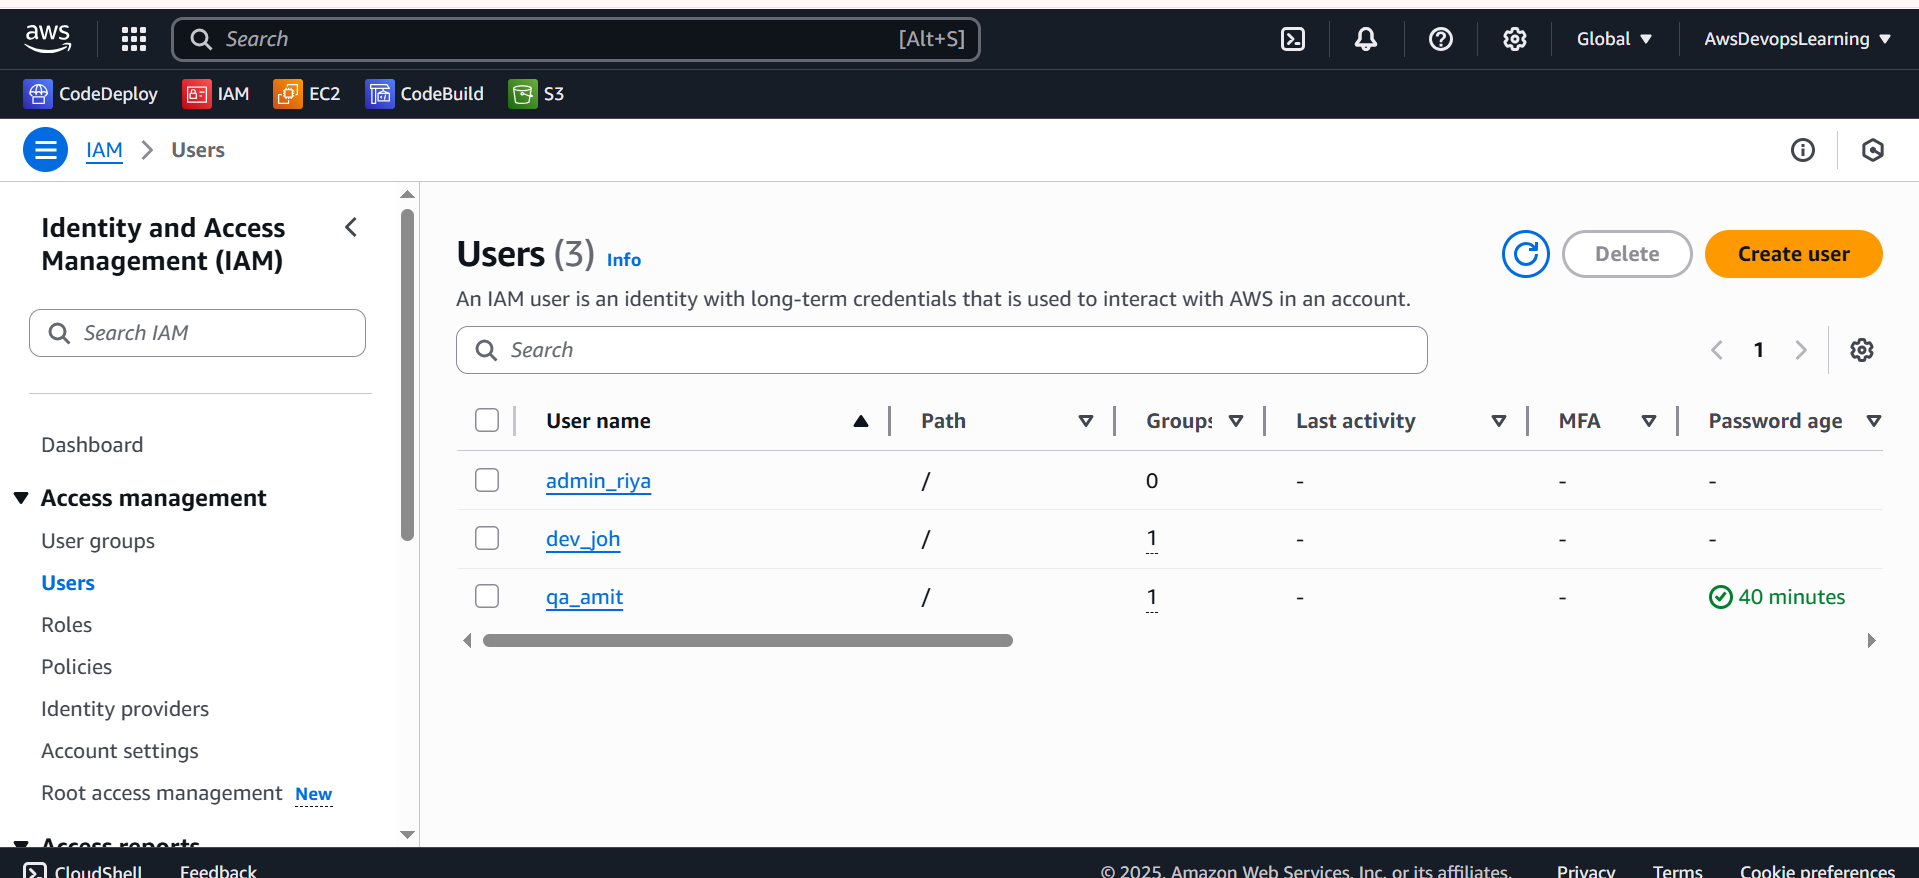 aws
Search [Alt+S]
Global AwsDevopsLearning
CodeDeploy IAM EC2 CodeBuild S3
IAM Users
Identity and Access
Management (IAM)
Search IAM
Dashboard
Access management
User groups
Users
Roles
Policies
Identity providers
Account settings
Root access management New
Access reports
Users (3) Info
Delete
Create user
An IAM user is an identity with long-term credentials that is used to interact with AWS in an account.
Search
1
User name Path Groups Last activity MFA Password age
admin_riya / 0 - - -
dev_joh / 1 - - -
qa_amit / 1 - - 40 minutes
CloudShell Feedback © 2025, Amazon Web Services, Inc. or its affiliates. Privacy Terms Cookie preferences